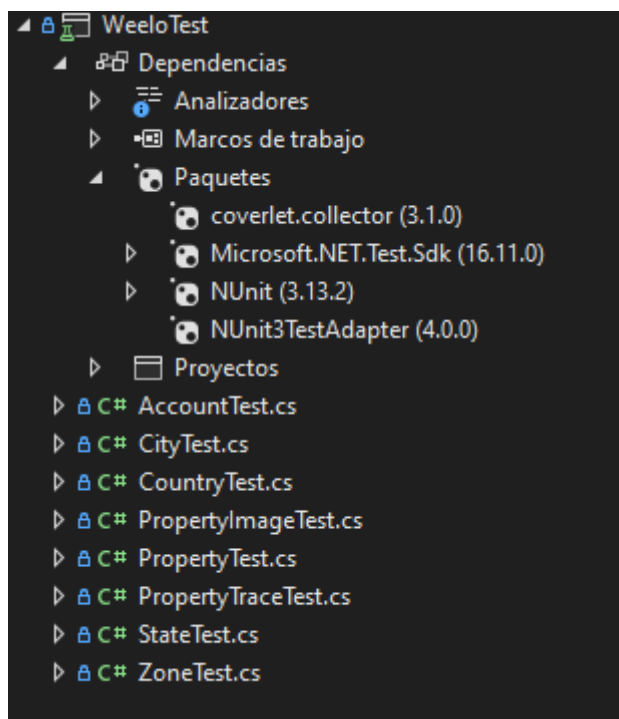 WeeloTest
Dependencias
Analizadores
Marcos de trabajo
Paquetes
coverlet.collector (3.1.0)
Microsoft.NET.Test.Sdk (16.11.0)
NUnit (3.13.2)
NUnit3TestAdapter (4.0.0)
Proyectos
C# AccountTest.cs
C# CityTest.cs
C# CountryTest.cs
C# PropertyImageTest.cs
C# PropertyTest.cs
C# PropertyTraceTest.cs
C# StateTest.cs
C# ZoneTest.cs